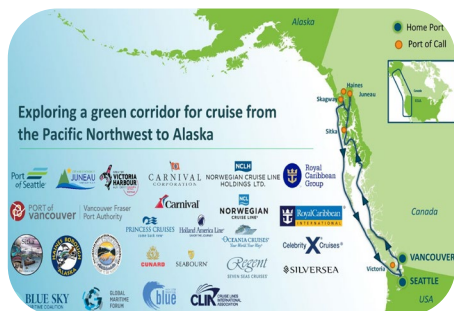 Alaska
Home Port
Port of Call
Haines
Juneau
Skagway
Sitka
Exploring a green corridor for cruise from
the Pacific Northwest to Alaska
Port
of Seattle
JUNEAU
VICTORIA
HARBOUR
CARNIVAL
CORPORATION
NCLH
NORWEGIAN CRUISE LINE
HOLDINGS LTD.
Royal
Caribbean
Group
PORT of
vancouver
Vancouver Fraser
Port Authority
Carnival
NCL
NORWEGIAN
CRUISE LINE
RoyalCaribbean
INTERNATIONAL
PRINCESS CRUISES
Holland America Line
OCEANIA CRUISES
Celebrity X Cruises
CUNARD
SEABOURN
Regent
SEVEN SEAS CRUISES
SILVERSEA
BLUE SKY
MARITIME COALITION
GLOBAL
MARITIME
FORUM
blue
CLIA
CRUISE LINES
INTERNATIONAL
ASSOCIATION
Canada
VANCOUVER
Victoria
SEATTLE
USA